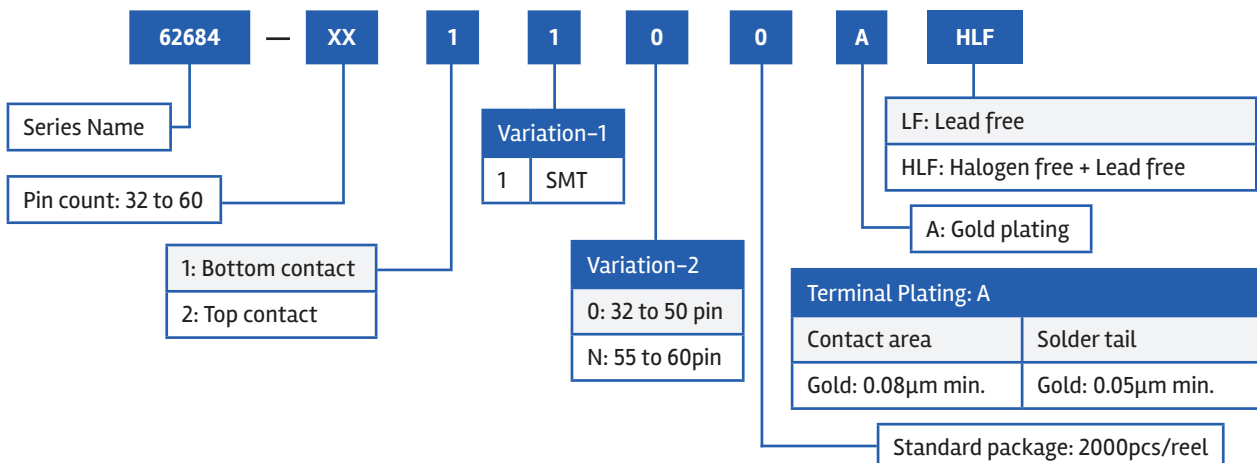 62684 — XX 1 1 0 0 A HLF
Series Name
Pin count: 32 to 60
1: Bottom contact
2: Top contact
Variation-1
1 SMT
Variation-2
0: 32 to 50 pin
N: 55 to 60pin
LF: Lead free
HLF: Halogen free + Lead free
A: Gold plating
Terminal Plating: A
Contact area Solder tail
Gold: 0.08µm min. Gold: 0.05µm min.
Standard package: 2000pcs/reel